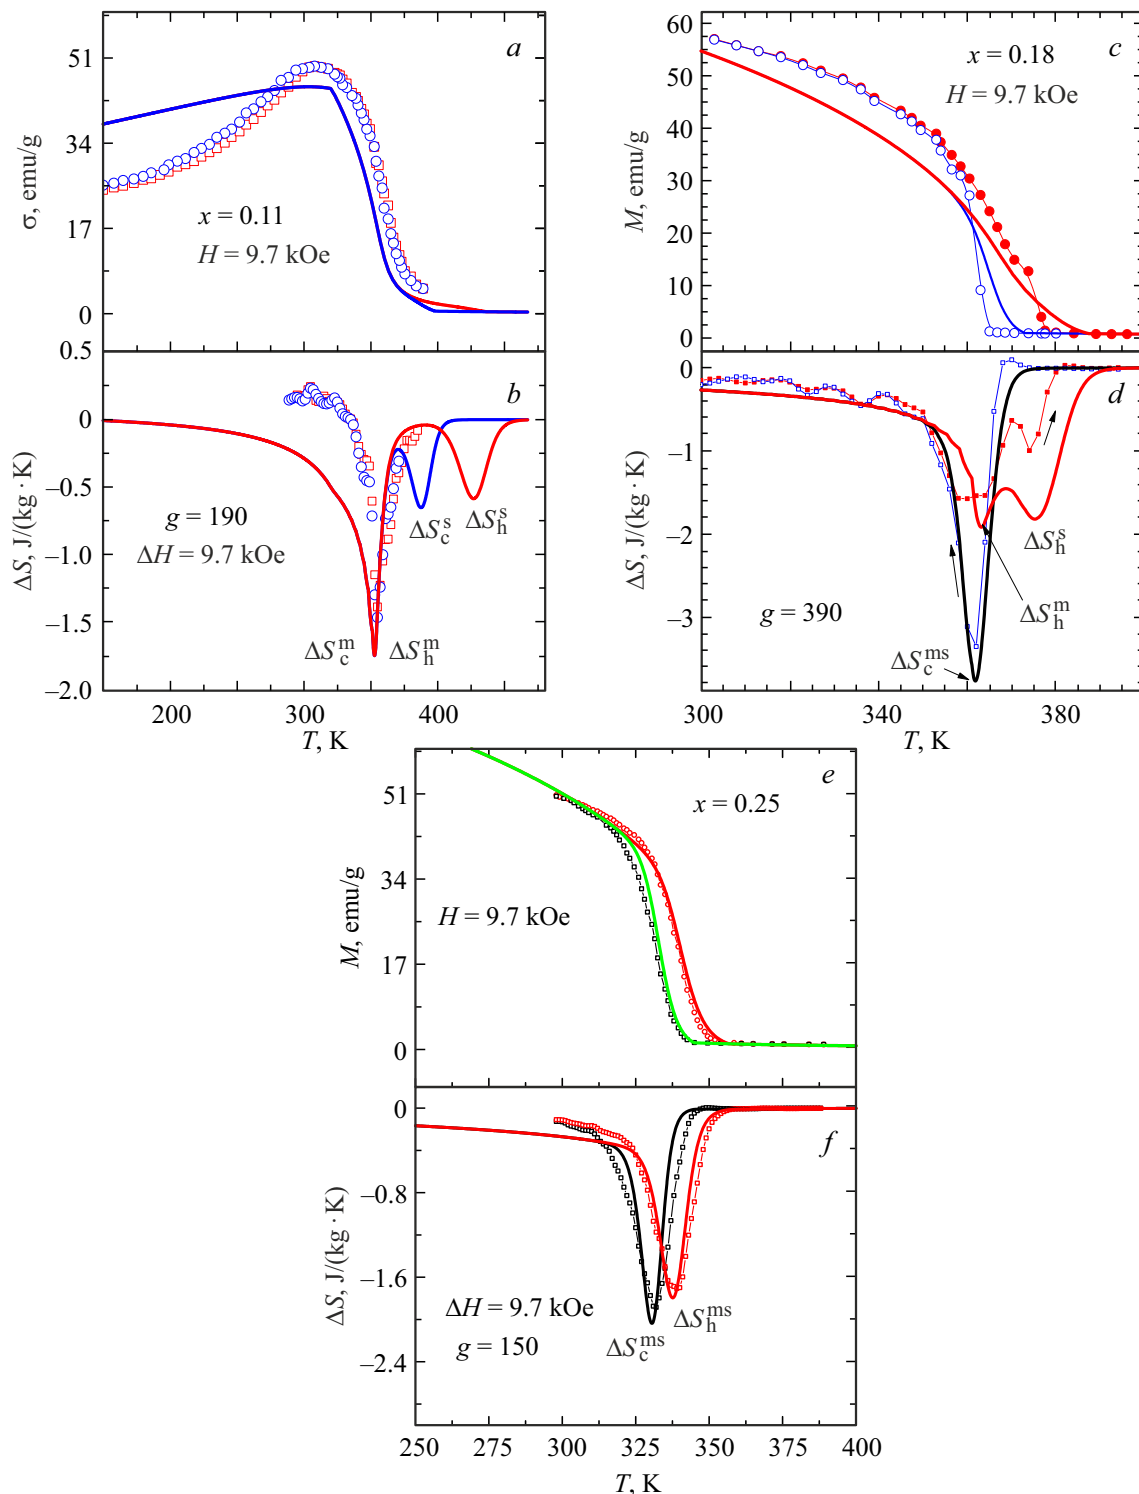 a
51
34
17
0
σ, emu/g
x = 0.11
H = 9.7 kOe
b
0.5
0
−0.5
−1.0
−1.5
−2.0
ΔS, J/(kg · K)
g = 190
ΔH = 9.7 kOe
ΔS_c^s
ΔS_h^s
ΔS_c^m
ΔS_h^m
200
300
400
T, K
c
60
50
40
30
20
10
0
M, emu/g
x = 0.18
H = 9.7 kOe
d
0
−1
−2
−3
ΔS, J/(kg · K)
ΔS_h^s
ΔS_h^m
g = 390
ΔS_c^ms
300
340
360
380
T, K
e
51
34
17
0
M, emu/g
x = 0.25
H = 9.7 kOe
f
0
−0.8
−1.6
−2.4
ΔS, J/(kg · K)
ΔH = 9.7 kOe
g = 150
ΔS_c^ms
ΔS_h^ms
250
275
300
325
350
375
400
T, K